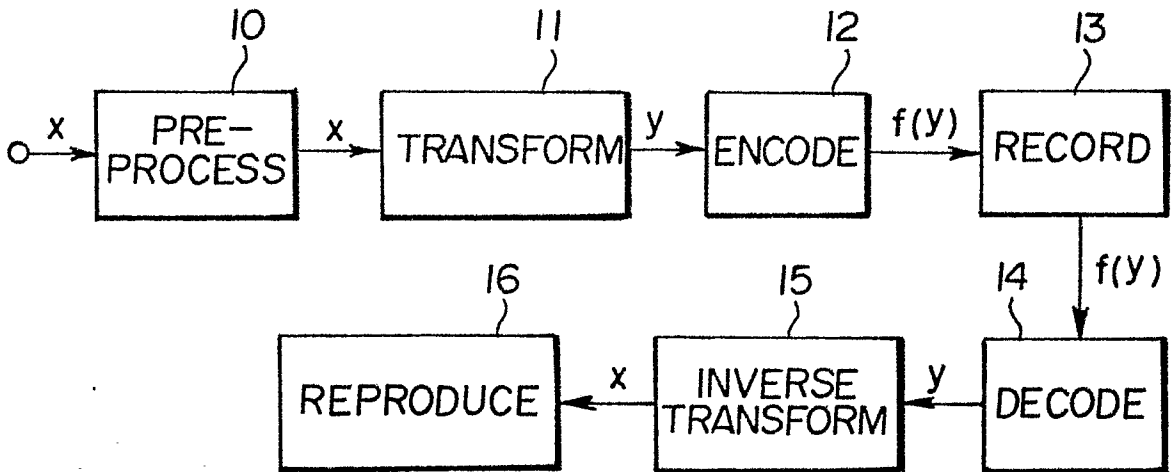 10
11
12
13
x
PRE-
PROCESS
x
TRANSFORM
y
ENCODE
f(y)
RECORD
f(y)
16
15
14
REPRODUCE
x
INVERSE
TRANSFORM
y
DECODE